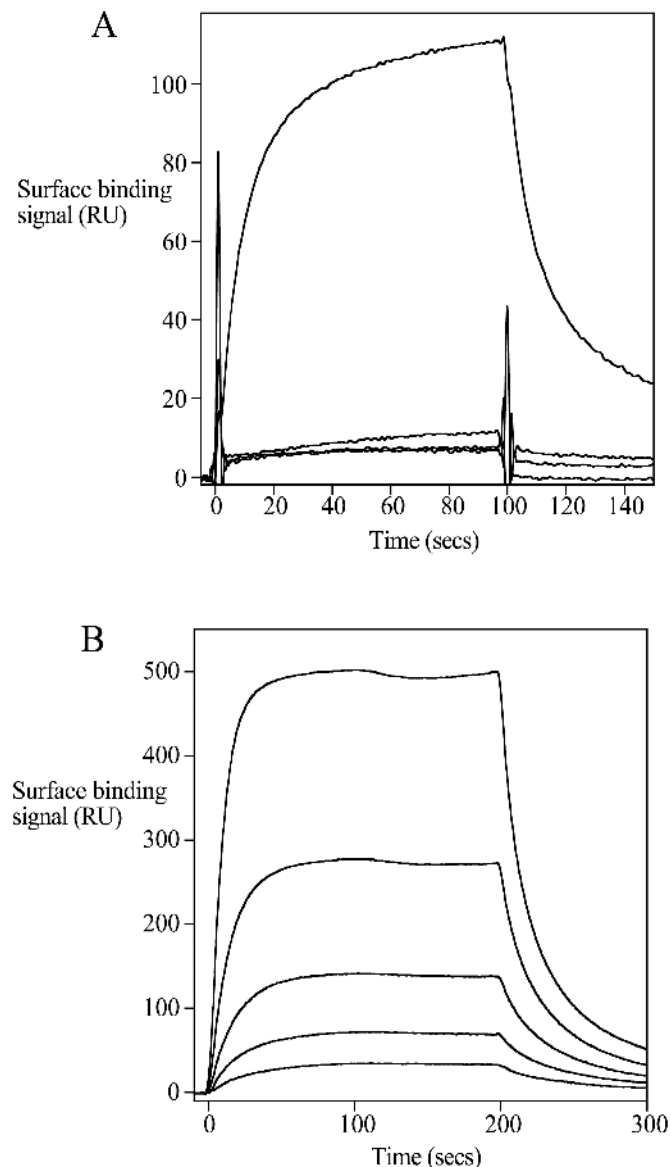 A
100
80
Surface binding
signal (RU)
60
40
20
0
0 20 40 60 80 100 120 140
Time (secs)
B
500
400
Surface binding
signal (RU)
300
200
100
0
0 100 200 300
Time (secs)